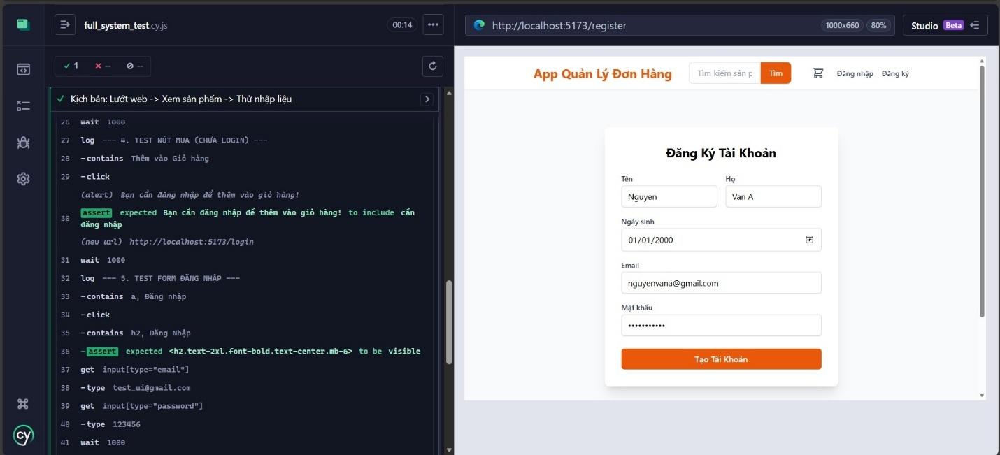 full_system_test.cy.js
00:14
1 -- --
Kịch bản: Lướt web -> Xem sản phẩm -> Thử nhập liệu
26 wait 1000
27 log --- 4. TEST NÚT MUA (CHƯA LOGIN) ---
28 -contains Thêm vào Giỏ hàng
29 -click
(alert) Bạn cần đăng nhập để thêm vào giỏ hàng!
30 assert expected Bạn cần đăng nhập để thêm vào giỏ hàng! to include cần
đăng nhập
(new url) http://localhost:5173/login
31 wait 1000
32 log --- 5. TEST FORM ĐĂNG NHẬP ---
33 -contains a, Đăng nhập
34 -click
35 -contains h2, Đăng Nhập
36 -assert expected <h2.text-2xl.font-bold.text-center.mb-6> to be visible
37 get input[type="email"]
38 -type test_ui@gmail.com
39 get input[type="password"]
40 -type 123456
41 wait 1000
cy
http://localhost:5173/register
1000x660 80%
Studio Beta
App Quản Lý Đơn Hàng
Tìm kiếm sản p
Tìm
Đăng nhập Đăng ký
Đăng Ký Tài Khoản
Tên Họ
Nguyen Van A
Ngày sinh
01/01/2000
Email
nguyenvana@gmail.com
Mật khẩu
•••••••••••
Tạo Tài Khoản